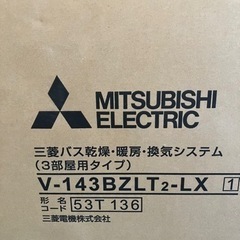 MITSUBISHI
ELECTRIC
三菱バス乾燥・暖房・換気システム
(3部屋用タイプ)
V-143BZLT2-LX 1
形名コード 53T 136
三菱電機株式会社